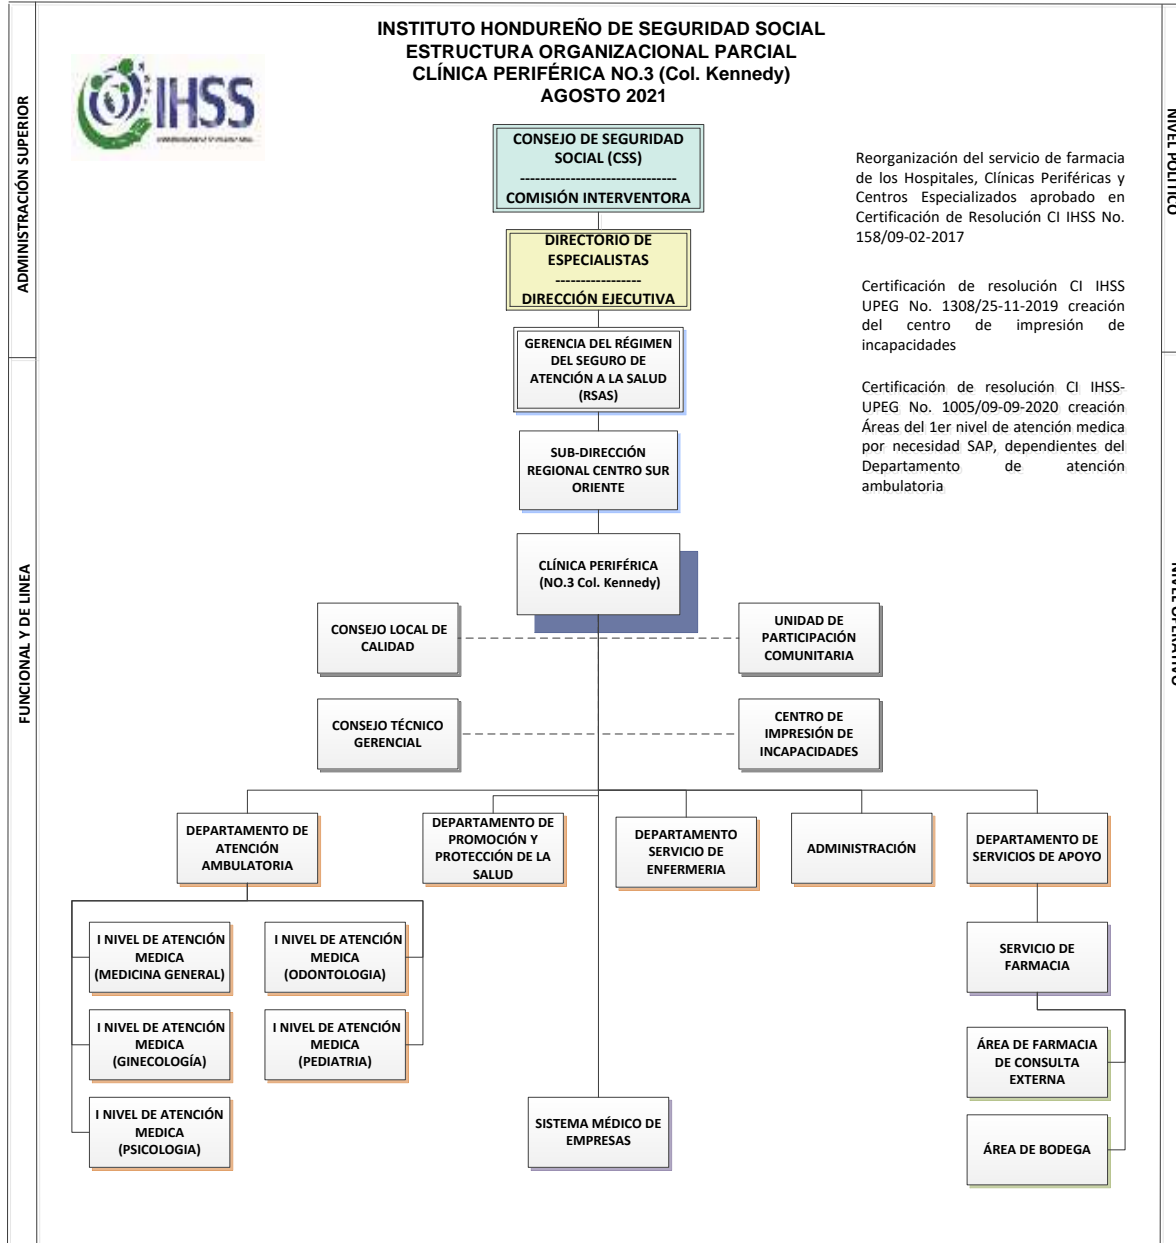 INSTITUTO HONDUREÑO DE SEGURIDAD SOCIAL
ESTRUCTURA ORGANIZACIONAL PARCIAL
CLÍNICA PERIFÉRICA NO.3 (Col. Kennedy)
AGOSTO 2021
IHSS
ADMINISTRACIÓN SUPERIOR
FUNCIONAL Y DE LINEA
NIVEL POLÍTICO
NIVEL OPERATIVO
CONSEJO DE SEGURIDAD
SOCIAL (CSS)
-------------------------------
COMISIÓN INTERVENTORA
DIRECTORIO DE
ESPECIALISTAS
-----------------
DIRECCIÓN EJECUTIVA
Reorganización del servicio de farmacia
de los Hospitales, Clínicas Periféricas y
Centros Especializados aprobado en
Certificación de Resolución CI IHSS No.
158/09-02-2017
Certificación de resolución CI IHSS
UPEG No. 1308/25-11-2019 creación
del centro de impresión de
incapacidades
Certificación de resolución CI IHSS-
UPEG No. 1005/09-09-2020 creación
Áreas del 1er nivel de atención medica
por necesidad SAP, dependientes del
Departamento de atención
ambulatoria
GERENCIA DEL RÉGIMEN
DEL SEGURO DE
ATENCIÓN A LA SALUD
(RSAS)
SUB-DIRECCIÓN
REGIONAL CENTRO SUR
ORIENTE
CLÍNICA PERIFÉRICA
(NO.3 Col. Kennedy)
CONSEJO LOCAL DE
CALIDAD
UNIDAD DE
PARTICIPACIÓN
COMUNITARIA
CONSEJO TÉCNICO
GERENCIAL
CENTRO DE
IMPRESIÓN DE
INCAPACIDADES
DEPARTAMENTO DE
ATENCIÓN
AMBULATORIA
DEPARTAMENTO DE
PROMOCIÓN Y
PROTECCIÓN DE LA
SALUD
DEPARTAMENTO
SERVICIO DE
ENFERMERIA
ADMINISTRACIÓN
DEPARTAMENTO DE
SERVICIOS DE APOYO
I NIVEL DE ATENCIÓN
MEDICA
(MEDICINA GENERAL)
I NIVEL DE ATENCIÓN
MEDICA
(ODONTOLOGIA)
SERVICIO DE
FARMACIA
I NIVEL DE ATENCIÓN
MEDICA
(GINECOLOGÍA)
I NIVEL DE ATENCIÓN
MEDICA
(PEDIATRIA)
ÁREA DE FARMACIA
DE CONSULTA
EXTERNA
I NIVEL DE ATENCIÓN
MEDICA
(PSICOLOGIA)
SISTEMA MÉDICO DE
EMPRESAS
ÁREA DE BODEGA